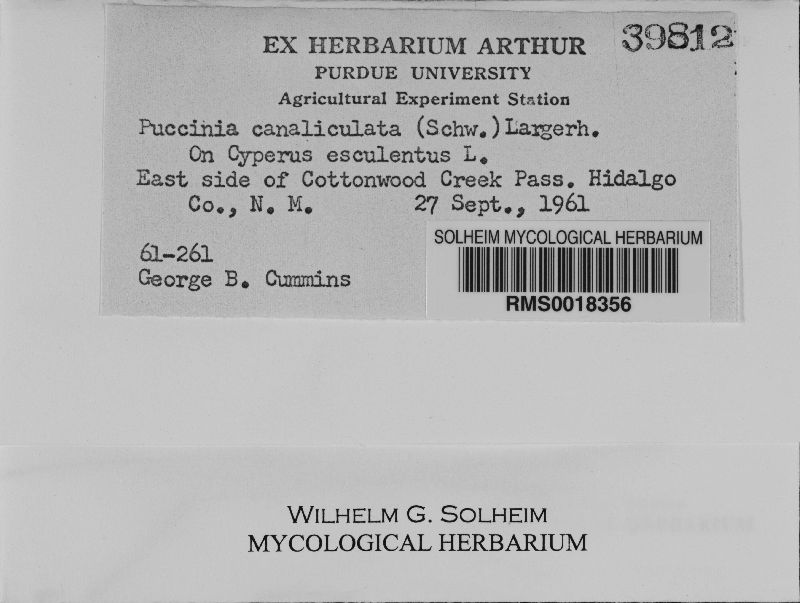 EX HERBARIUM ARTHUR 39812
PURDUE UNIVERSITY
Agricultural Experiment Station
Puccinia canaliculata (Schw.) Largerh.
On Cyperus esculentus L.
East side of Cottonwood Creek Pass. Hidalgo
Co., N. M. 27 Sept., 1961
61-261
George B. Cummins
SOLHEIM MYCOLOGICAL HERBARIUM
RMS0018356
WILHELM G. SOLHEIM
MYCOLOGICAL HERBARIUM